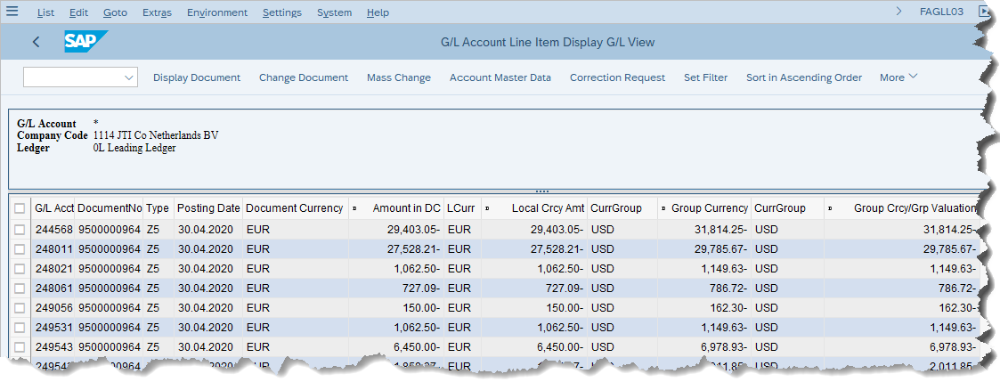 List Edit Goto Extras Environment Settings System Help FAGLL03
SAP G/L Account Line Item Display G/L View
Display Document Change Document Mass Change Account Master Data Correction Request Set Filter Sort in Ascending Order More
G/L Account *
Company Code 1114 JTI Co Netherlands BV
Ledger 0L Leading Ledger
G/L Acct DocumentNo Type Posting Date Document Currency Amount in DC LCurr Local Crcy Amt CurrGroup Group Currency CurrGroup Group Crcy/Grp Valuation
244568 9500000964 Z5 30.04.2020 EUR 29,403.05- EUR 29,403.05- USD 31,814.25- USD 31,814.25-
248011 9500000964 Z5 30.04.2020 EUR 27,528.21- EUR 27,528.21- USD 29,785.67- USD 29,785.67-
248021 9500000964 Z5 30.04.2020 EUR 1,062.50- EUR 1,062.50- USD 1,149.63- USD 1,149.63-
248061 9500000964 Z5 30.04.2020 EUR 727.09- EUR 727.09- USD 786.72- USD 786.72-
249056 9500000964 Z5 30.04.2020 EUR 150.00- EUR 150.00- USD 162.30- USD 162.30-
249531 9500000964 Z5 30.04.2020 EUR 1,062.50- EUR 1,062.50- USD 1,149.63- USD 1,149.63-
249543 9500000964 Z5 30.04.2020 EUR 6,450.00- EUR 6,450.00- USD 6,978.93- USD 6,978.93-
9500000964 Z5 30.04.2020 EUR EUR USD USD 2,011.85-